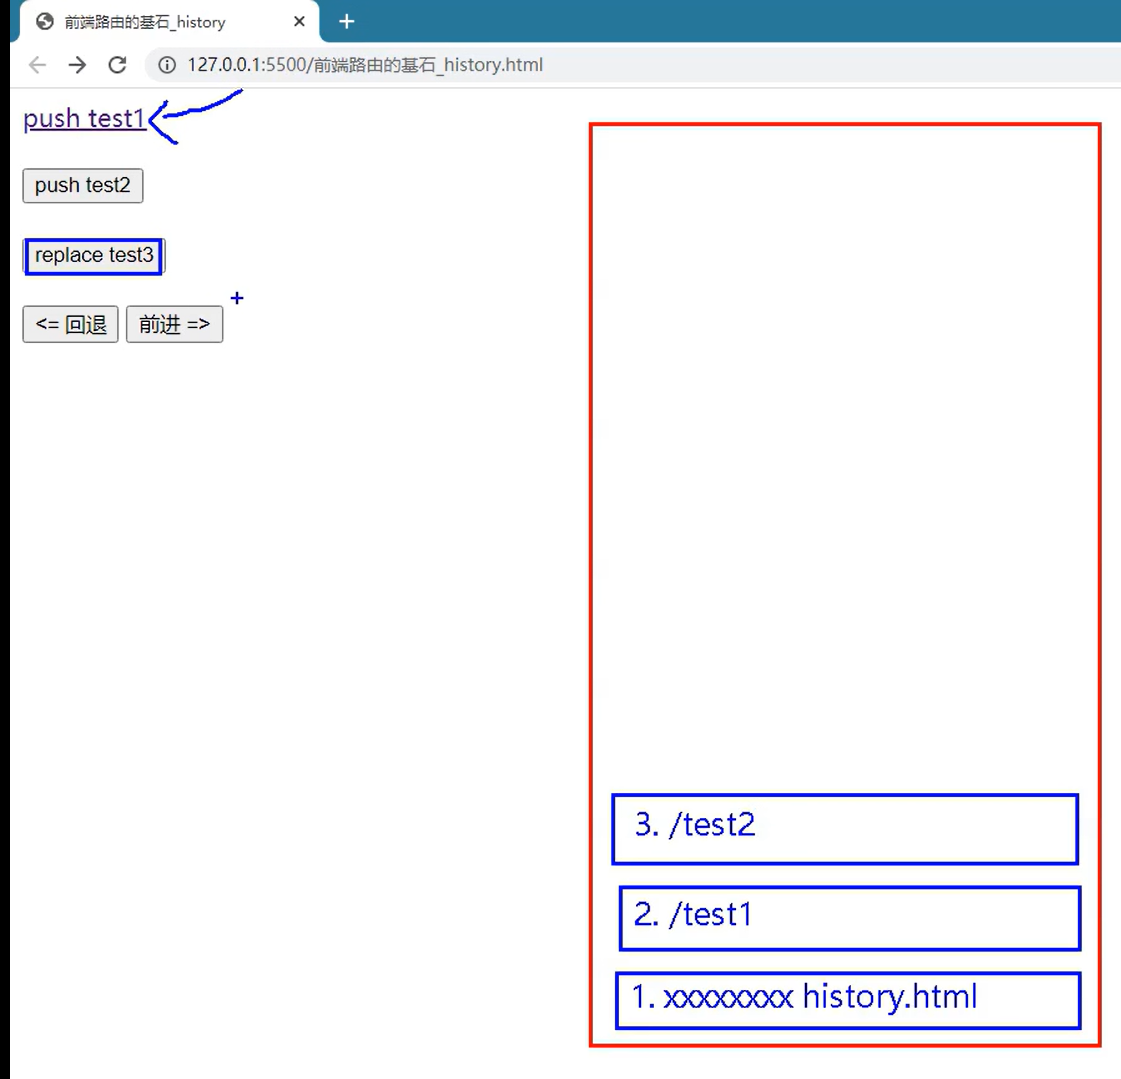 前端路由的基石_history
127.0.0.1:5500/前端路由的基石_history.html
push test1
push test2
replace test3
<= 回退 前进 =>
3. /test2
2. /test1
1. xxxxxxxx history.html